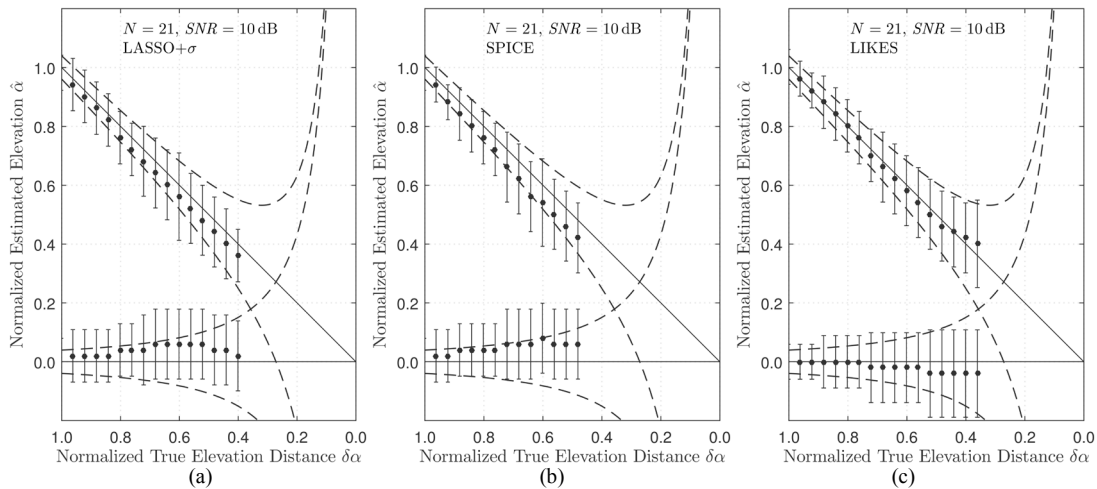 N = 21, SNR = 10 dB
LASSO+σ
Normalized Estimated Elevation α̂
1.0
0.8
0.6
0.4
0.2
0.0
1.0 0.8 0.6 0.4 0.2 0.0
Normalized True Elevation Distance δα
(a)
N = 21, SNR = 10 dB
SPICE
Normalized Estimated Elevation α̂
1.0
0.8
0.6
0.4
0.2
0.0
1.0 0.8 0.6 0.4 0.2 0.0
Normalized True Elevation Distance δα
(b)
N = 21, SNR = 10 dB
LIKES
Normalized Estimated Elevation α̂
1.0
0.8
0.6
0.4
0.2
0.0
1.0 0.8 0.6 0.4 0.2 0.0
Normalized True Elevation Distance δα
(c)